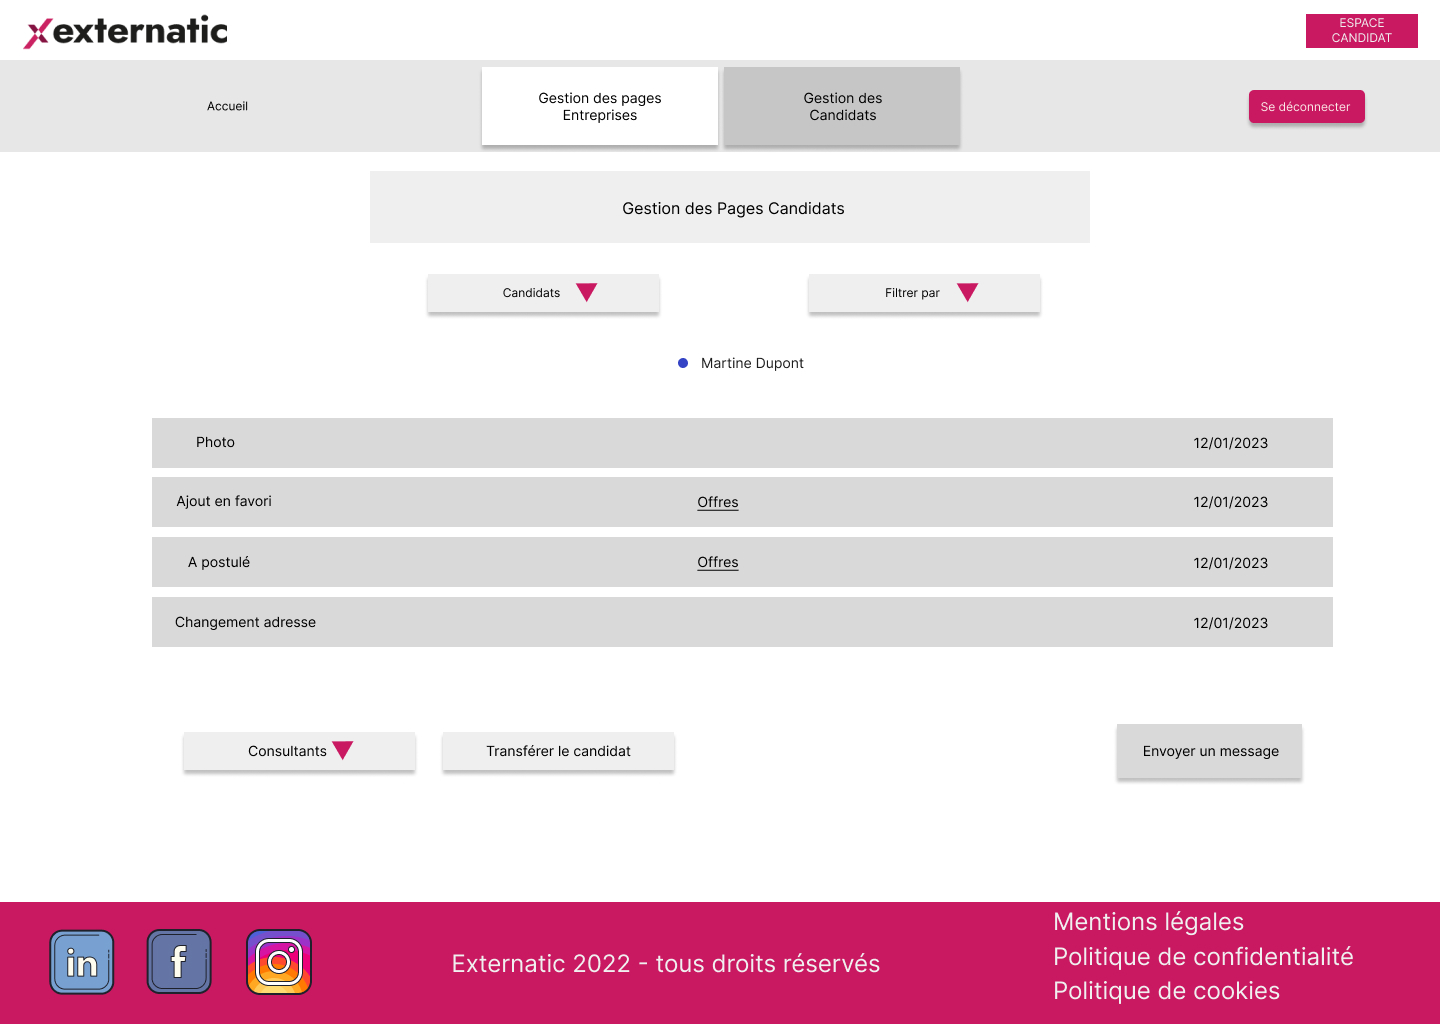 externatic
ESPACE
CANDIDAT
Accueil
Gestion des pages
Entreprises
Gestion des
Candidats
Se déconnecter
Gestion des Pages Candidats
Candidats
Filtrer par
Martine Dupont
Photo 12/01/2023
Ajout en favori Offres 12/01/2023
A postulé Offres 12/01/2023
Changement adresse 12/01/2023
Consultants
Transférer le candidat
Envoyer un message
in
f
Externatic 2022 - tous droits réservés
Mentions légales
Politique de confidentialité
Politique de cookies